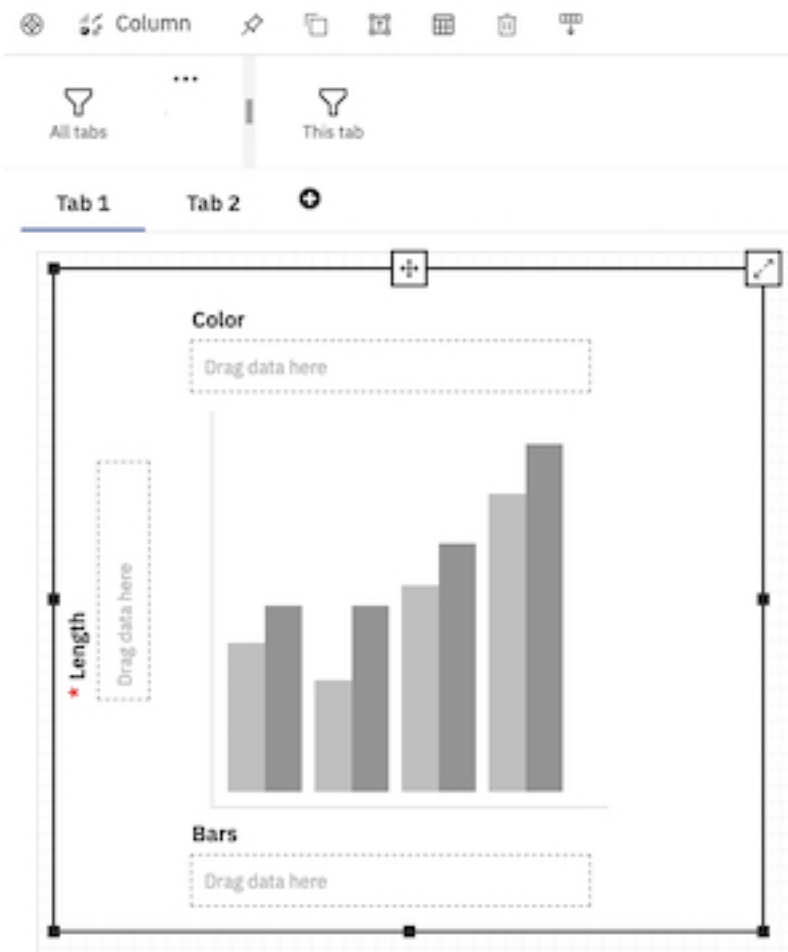 Column
All tabs
This tab
Tab 1
Tab 2
Color
Drag data here
* Length
Drag data here
Bars
Drag data here